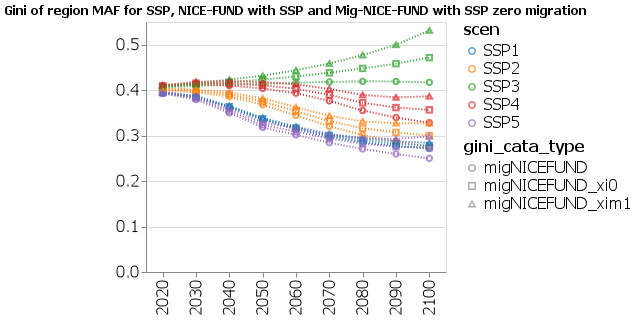 Gini of region MAF for SSP, NICE-FUND with SSP and Mig-NICE-FUND with SSP zero migration
scen
SSP1
SSP2
SSP3
SSP4
SSP5
gini_cata_type
migNICEFUND
migNICEFUND_xi0
migNICEFUND_xim1
0.5
0.4
0.3
0.2
0.1
0.0
2020
2030
2040
2050
2060
2070
2080
2090
2100